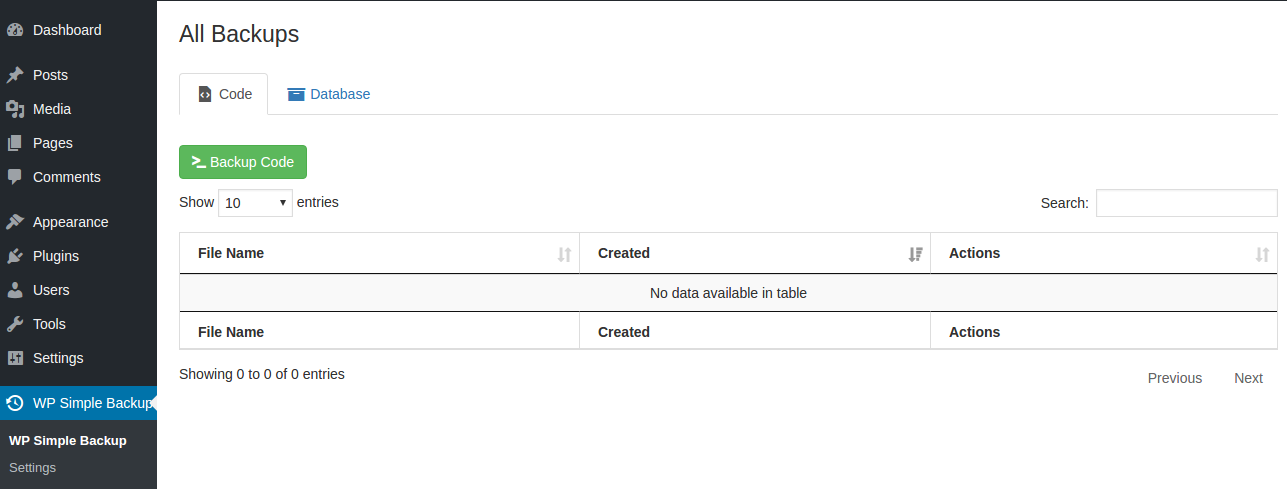 Dashboard
Posts
Media
Pages
Comments
Appearance
Plugins
Users
Tools
Settings
WP Simple Backup
WP Simple Backup
Settings
All Backups
Code Database
Backup Code
Show 10 entries Search:
File Name Created Actions
No data available in table
File Name Created Actions
Showing 0 to 0 of 0 entries Previous Next